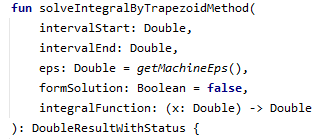 fun solveIntegralByTrapezoidMethod(
intervalStart: Double,
intervalEnd: Double,
eps: Double = getMachineEps(),
formSolution: Boolean = false,
integralFunction: (x: Double) -> Double
): DoubleResultWithStatus {